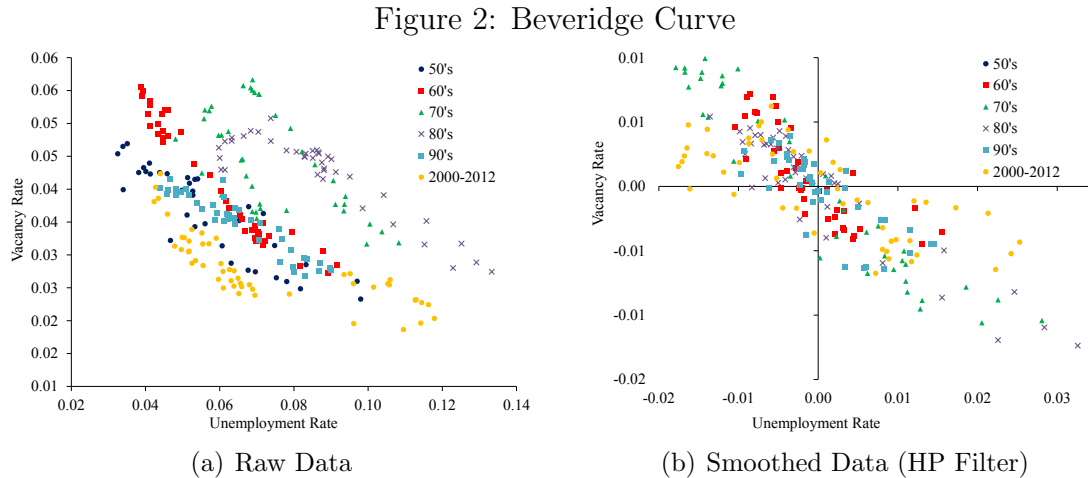 Figure 2: Beveridge Curve
0.06
0.06
0.05
0.05
0.04
0.04
0.03
0.03
0.02
0.02
0.01
Vacancy Rate
0.02 0.04 0.06 0.08 0.10 0.12 0.14
Unemployment Rate
50's
60's
70's
80's
90's
2000-2012
(a) Raw Data
0.01
0.01
0.00
-0.01
-0.01
-0.02
Vacancy Rate
-0.02 -0.01 0.00 0.01 0.02 0.03
Unemployment Rate
50's
60's
70's
80's
90's
2000-2012
(b) Smoothed Data (HP Filter)